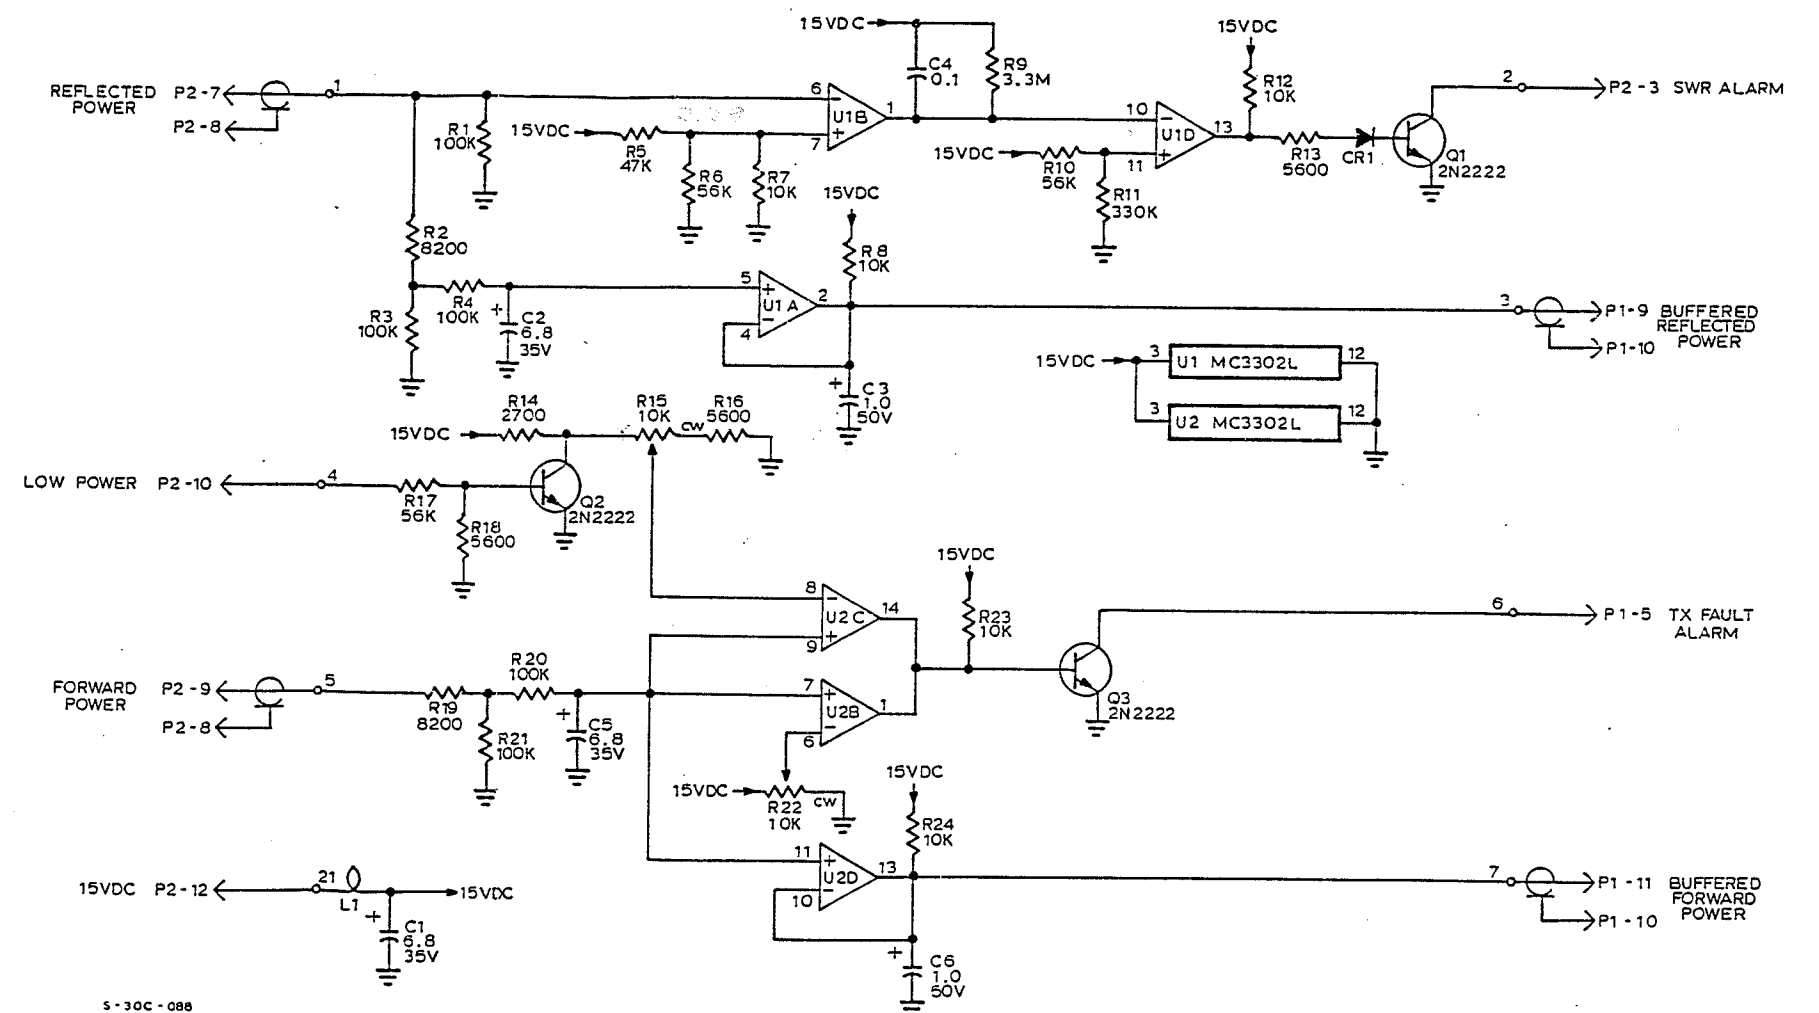 15VDC
C4
0.1
R9
3.3M
15VDC
R12
10K
REFLECTED
POWER
P2-7
P2-8
1
R1
100K
15VDC
R5
47K
R6
56K
R7
10K
6
-
U1B
+
7
1
15VDC
R10
56K
R11
330K
10
-
U1D
+
11
13
R13
5600
CR1
Q1
2N2222
2
P2-3 SWR ALARM
R2
8200
R3
100K
R4
100K
+
C2
6.8
35V
15VDC
R8
10K
5
+
U1A
-
4
2
+
C3
1.0
50V
3
P1-9 BUFFERED
REFLECTED
POWER
P1-10
15VDC
3
U1 MC3302L
12
3
U2 MC3302L
12
15VDC
R14
2700
R15
10K
CW
R16
5600
LOW POWER P2-10
4
R17
56K
R18
5600
Q2
2N2222
8
-
U2C
+
9
14
15VDC
R23
10K
Q3
2N2222
6
P1-5 TX FAULT
ALARM
FORWARD
POWER
P2-9
P2-8
5
R19
8200
R20
100K
R21
100K
+
C5
6.8
35V
7
+
U2B
-
6
1
15VDC
R22
10K
CW
15VDC
R24
10K
11
+
U2D
-
10
13
+
C6
1.0
50V
7
P1-11 BUFFERED
FORWARD
POWER
P1-10
15VDC P2-12
21
L1
15VDC
+
C1
6.8
35V
S-30C-088